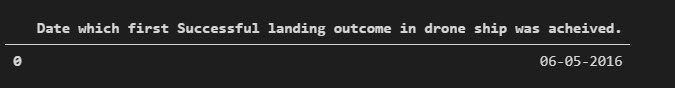 Date which first Successful landing outcome in drone ship was acheived.
0 06-05-2016